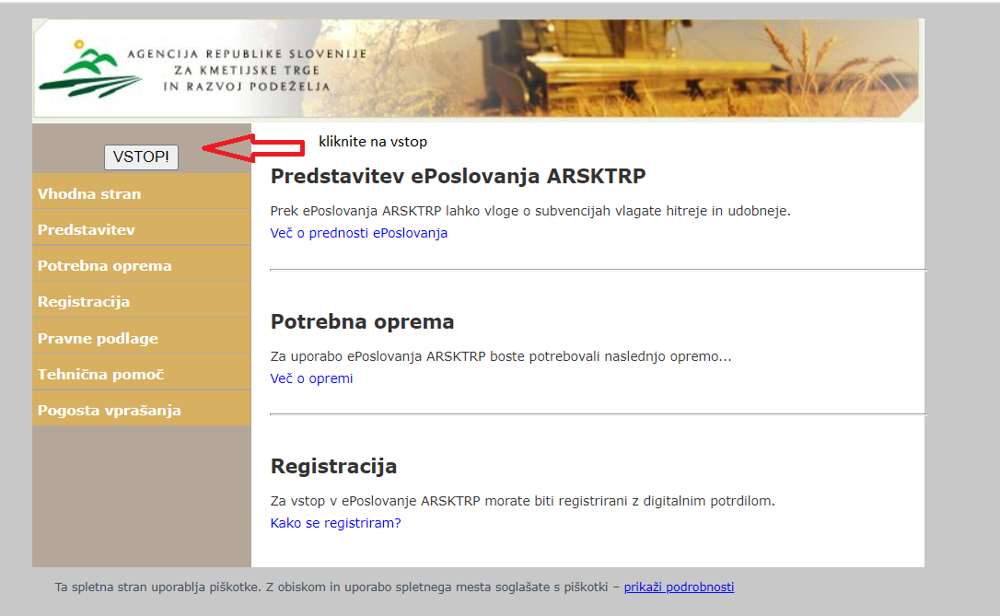 AGENCIJA REPUBLIKE SLOVENIJE
ZA KMETIJSKE TRGE
IN RAZVOJ PODEŽELJA
VSTOP!
kliknite na vstop
Vhodna stran
Predstavitev
Potrebna oprema
Registracija
Pravne podlage
Tehnična pomoč
Pogosta vprašanja
Predstavitev ePoslovanja ARSKTRP
Prek ePoslovanja ARSKTRP lahko vloge o subvencijah vlagate hitreje in udobneje.
Več o prednosti ePoslovanja
Potrebna oprema
Za uporabo ePoslovanja ARSKTRP boste potrebovali naslednjo opremo...
Več o opremi
Registracija
Za vstop v ePoslovanje ARSKTRP morate biti registrirani z digitalnim potrdilom.
Kako se registriram?
Ta spletna stran uporablja piškotke. Z obiskom in uporabo spletnega mesta soglašate s piškotki – prikaži podrobnosti